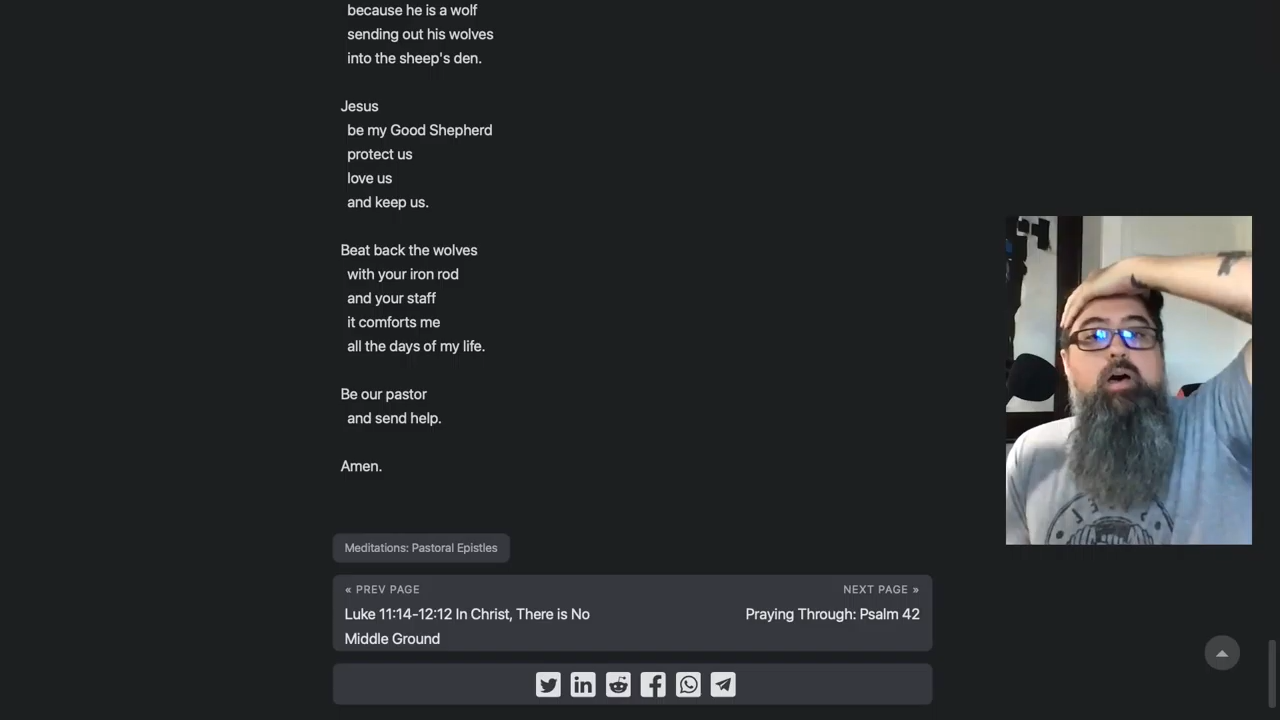 because he is a wolf
sending out his wolves
into the sheep's den.
Jesus
be my Good Shepherd
protect us
love us
and keep us.
Beat back the wolves
with your iron rod
and your staff
it comforts me
all the days of my life.
Be our pastor
and send help.
Amen.
Meditations: Pastoral Epistles
« PREV PAGE
Luke 11:14-12:12 In Christ, There is No
Middle Ground
NEXT PAGE »
Praying Through: Psalm 42